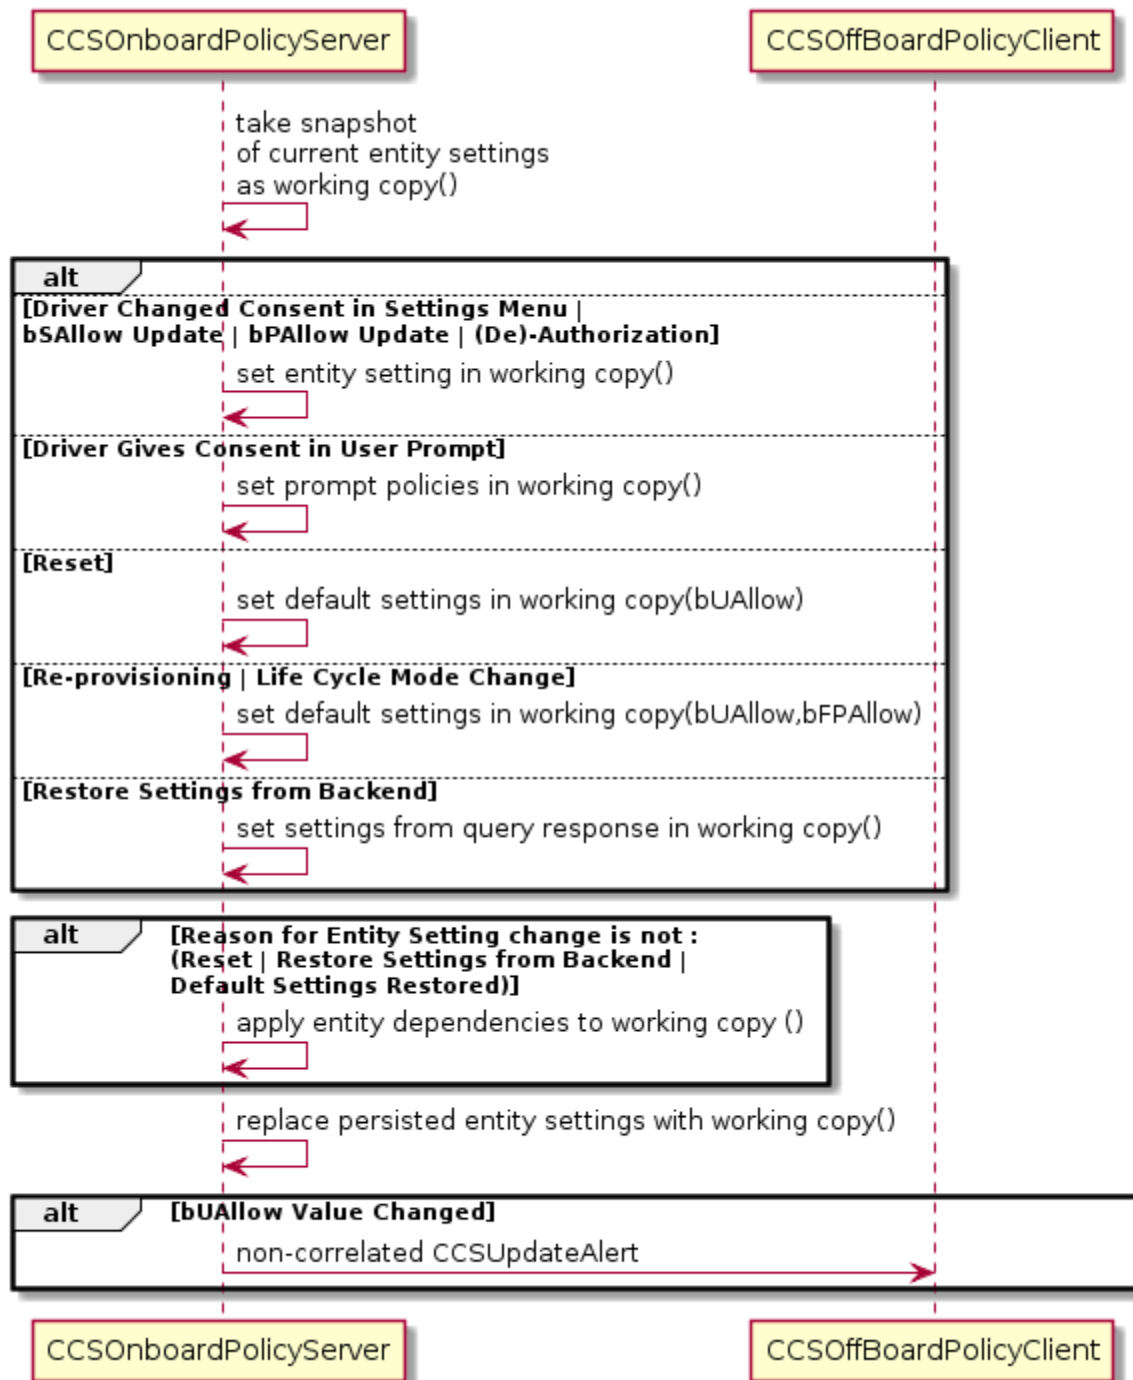 CCSOnboardPolicyServer
CCSOffBoardPolicyClient
take snapshot
of current entity settings
as working copy()
alt
[Driver Changed Consent in Settings Menu |
bSAllow Update | bPAllow Update | (De)-Authorization]
set entity setting in working copy()
[Driver Gives Consent in User Prompt]
set prompt policies in working copy()
[Reset]
set default settings in working copy(bUAllow)
[Re-provisioning | Life Cycle Mode Change]
set default settings in working copy(bUAllow,bFPAllow)
[Restore Settings from Backend]
set settings from query response in working copy()
alt
[Reason for Entity Setting change is not :
(Reset | Restore Settings from Backend |
Default Settings Restored)]
apply entity dependencies to working copy ()
replace persisted entity settings with working copy()
alt
[bUAllow Value Changed]
non-correlated CCSUpdateAlert
CCSOnboardPolicyServer
CCSOffBoardPolicyClient